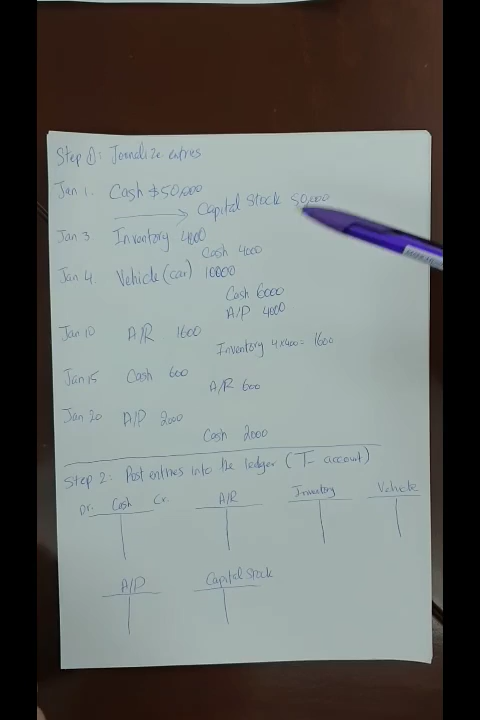 Step ①: Journalize entries
Jan 1. Cash $50,000
Capital Stock 50,000
Jan 3 Inventory 4000
Cash 4000
Jan 4. Vehicle (car) 10000
Cash 6000
A/P 4000
Jan 10 A/R 1600
Inventory 4x400 = 1600
Jan 15 Cash 600
A/R 600
Jan 20 A/P 2000
Cash 2000
Step 2: Post entries into the ledger (T- account)
Dr. Cash Cr. A/R Inventory Vehicle
A/P Capital Stock